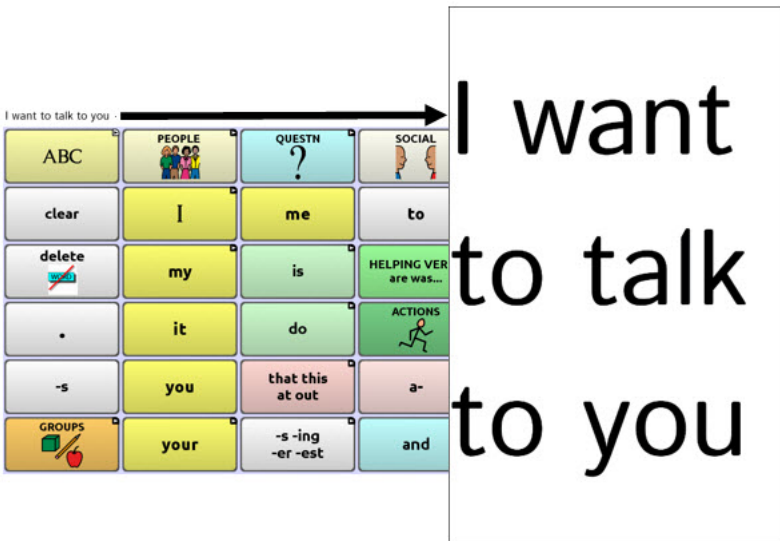 I want to talk to you -
ABC
PEOPLE
QUESTN
?
SOCIAL
clear
I
me
to
delete
WORD
my
is
HELPING VER
are was...
.
it
do
ACTIONS
-s
you
that this
at out
a-
GROUPS
your
-s -ing
-er -est
and
I want
to talk
to you